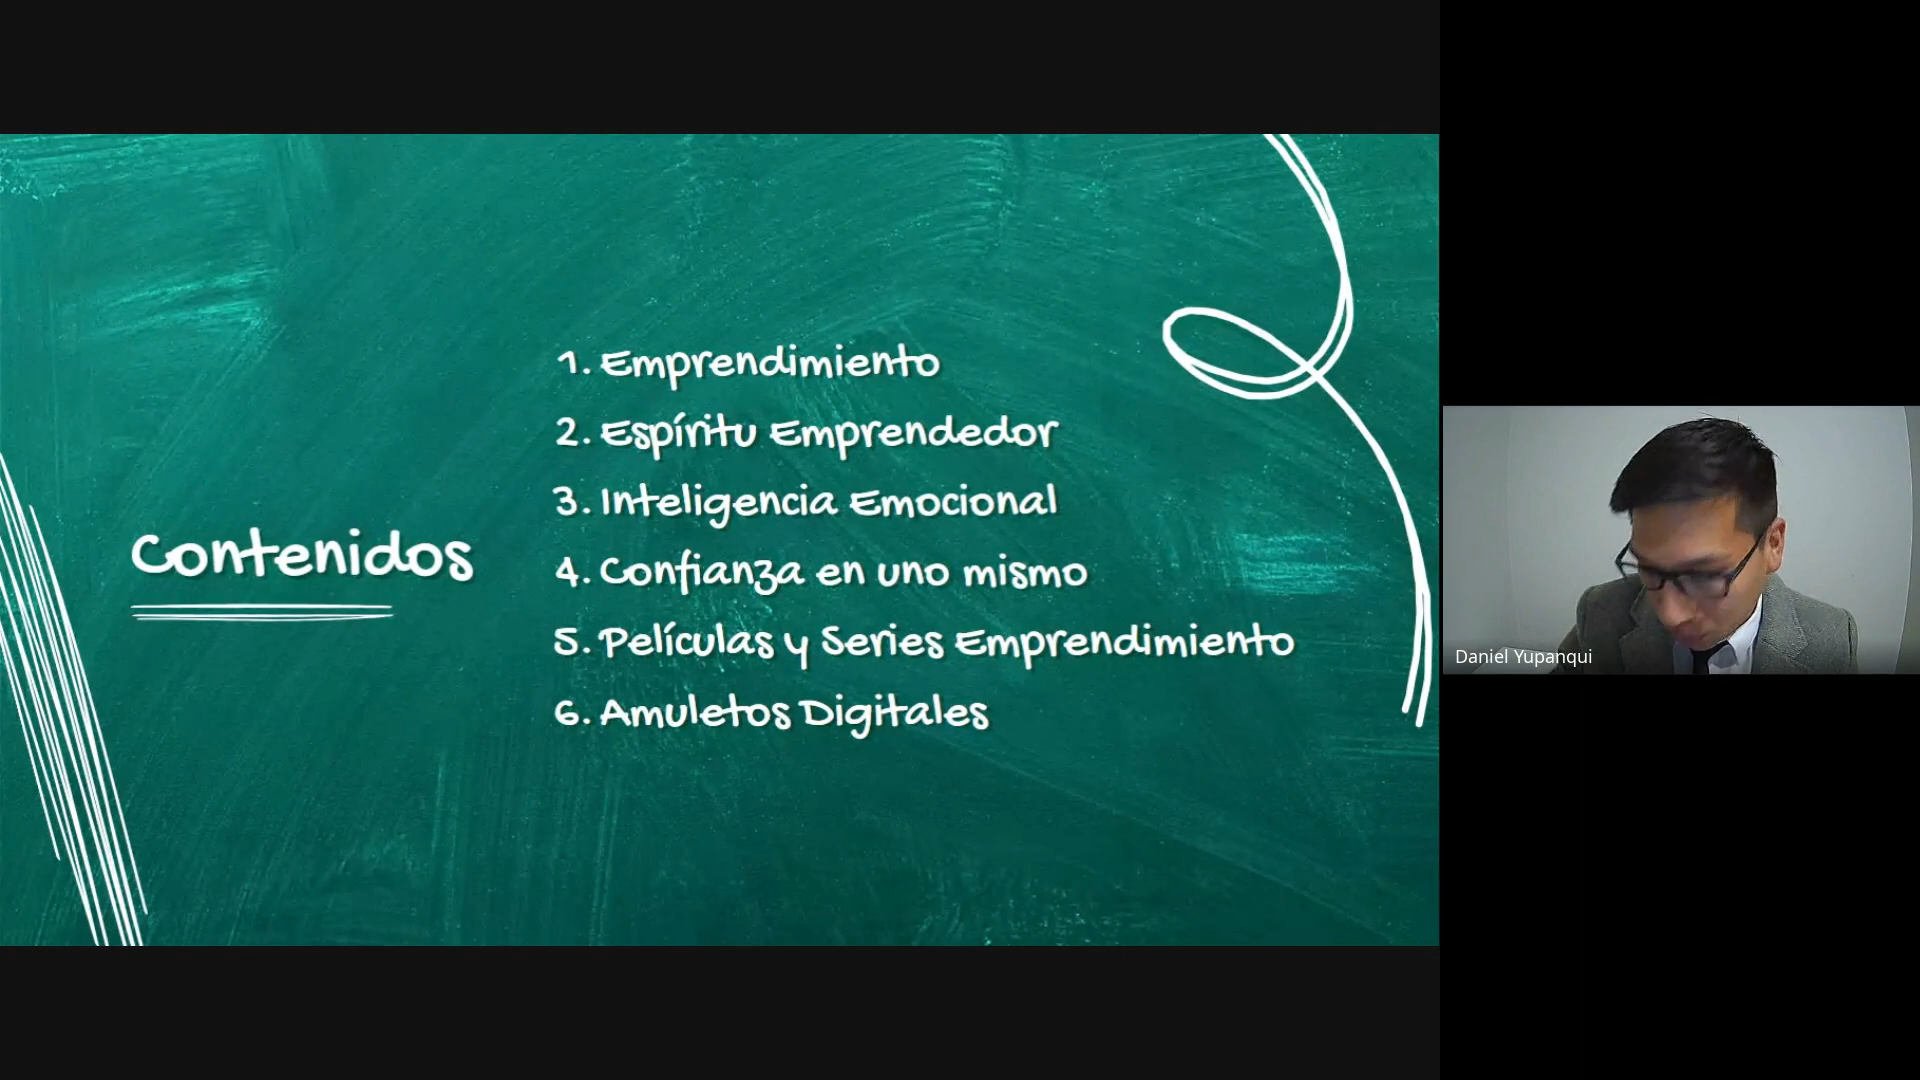 Contenidos
1. Emprendimiento
2. Espíritu Emprendedor
3. Inteligencia Emocional
4. Confianza en uno mismo
5. Películas y Series Emprendimiento
6. Amuletos Digitales
Daniel Yupanqui